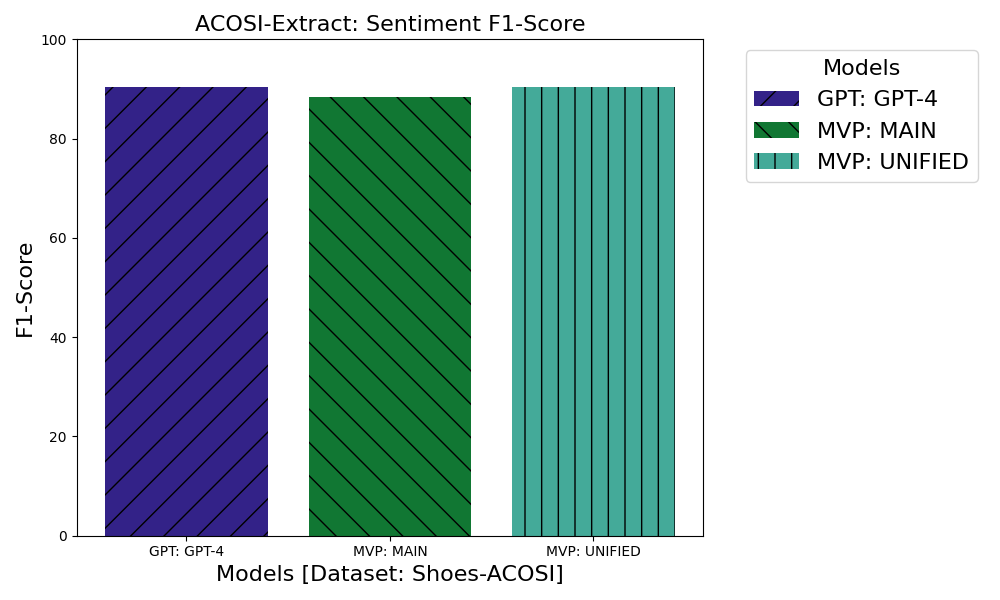 ACOSI-Extract: Sentiment F1-Score
100
80
60
40
20
0
F1-Score
GPT: GPT-4
MVP: MAIN
MVP: UNIFIED
Models [Dataset: Shoes-ACOSI]
Models
GPT: GPT-4
MVP: MAIN
MVP: UNIFIED